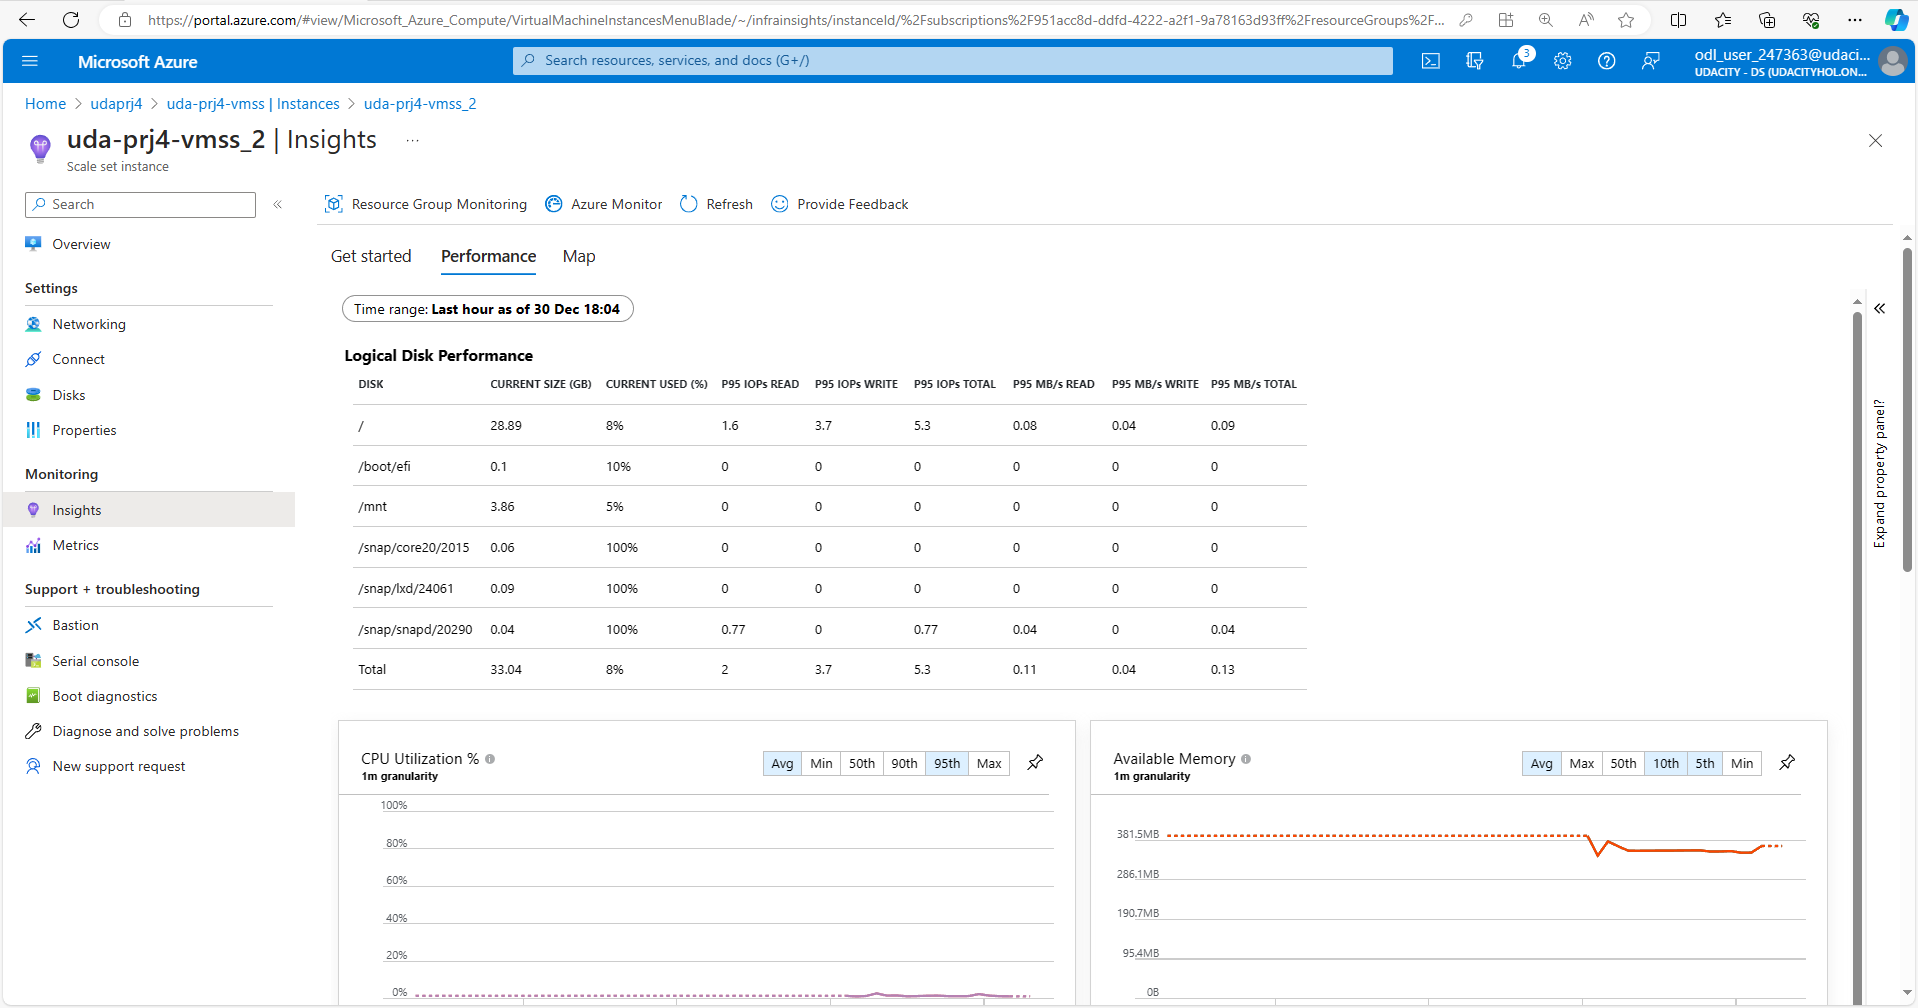 https://portal.azure.com/#view/Microsoft_Azure_Compute/VirtualMachineInstancesMenuBlade/~/infrainsights/instanceId/%2Fsubscriptions%2F951acc8d-ddfd-4222-a2f1-9a78163d93ff%2FresourceGroups%2F...
Microsoft Azure
Search resources, services, and docs (G+/)
3
odl_user_247363@udaci...
UDACITY - DS (UDACITYHOL.ON...
Home > udaprj4 > uda-prj4-vmss | Instances > uda-prj4-vmss_2
uda-prj4-vmss_2 | Insights ...
Scale set instance
Search
Overview
Settings
Networking
Connect
Disks
Properties
Monitoring
Insights
Metrics
Support + troubleshooting
Bastion
Serial console
Boot diagnostics
Diagnose and solve problems
New support request
Resource Group Monitoring Azure Monitor Refresh Provide Feedback
Get started Performance Map
Time range: Last hour as of 30 Dec 18:04
Logical Disk Performance
DISK CURRENT SIZE (GB) CURRENT USED (%) P95 IOPs READ P95 IOPs WRITE P95 IOPs TOTAL P95 MB/s READ P95 MB/s WRITE P95 MB/s TOTAL
/ 28.89 8% 1.6 3.7 5.3 0.08 0.04 0.09
/boot/efi 0.1 10% 0 0 0 0 0 0
/mnt 3.86 5% 0 0 0 0 0 0
/snap/core20/2015 0.06 100% 0 0 0 0 0 0
/snap/lxd/24061 0.09 100% 0 0 0 0 0 0
/snap/snapd/20290 0.04 100% 0.77 0 0.77 0.04 0 0.04
Total 33.04 8% 2 3.7 5.3 0.11 0.04 0.13
Expand property panel?
CPU Utilization %
1m granularity
Avg Min 50th 90th 95th Max
100%
80%
60%
40%
20%
0%
Available Memory
1m granularity
Avg Max 50th 10th 5th Min
381.5MB
286.1MB
190.7MB
95.4MB
0B